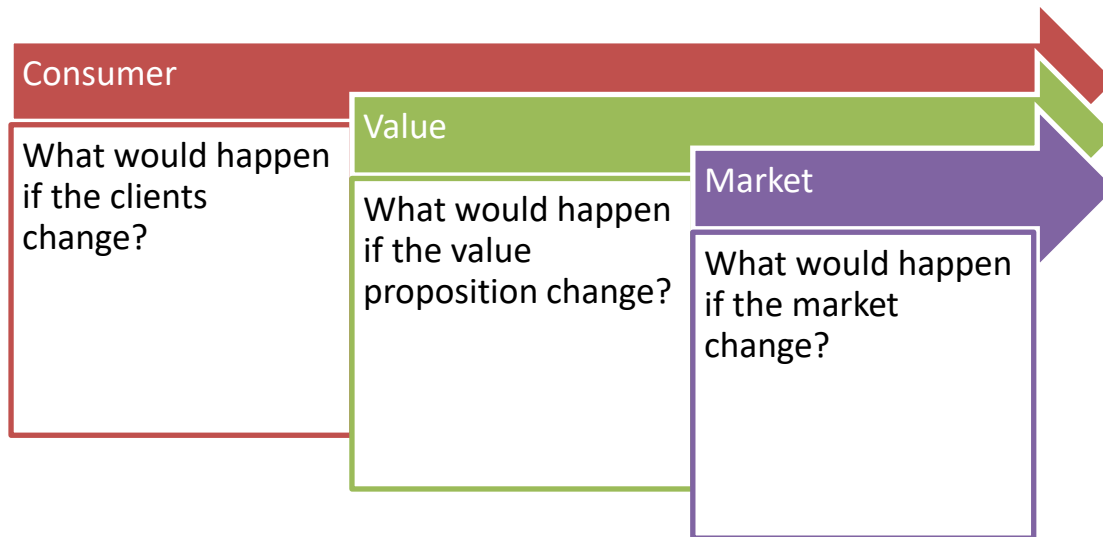 Consumer
What would happen
if the clients
change?
Value
What would happen
if the value
proposition change?
Market
What would happen
if the market
change?